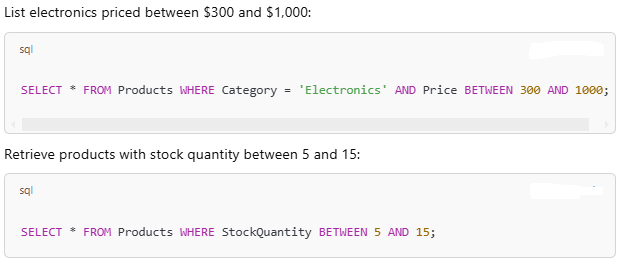 List electronics priced between $300 and $1,000:
sql
SELECT * FROM Products WHERE Category = 'Electronics' AND Price BETWEEN 300 AND 1000;
Retrieve products with stock quantity between 5 and 15:
sql
SELECT * FROM Products WHERE StockQuantity BETWEEN 5 AND 15;